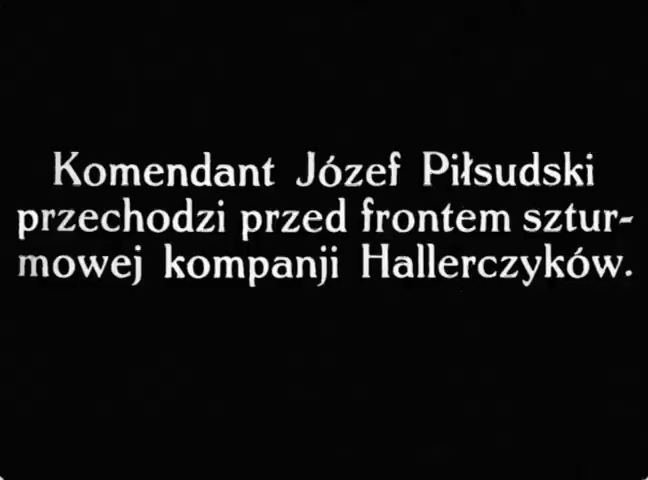 Komendant Józef Piłsudski
przechodzi przed frontem sztur-
mowej kompanji Hallerczyków.